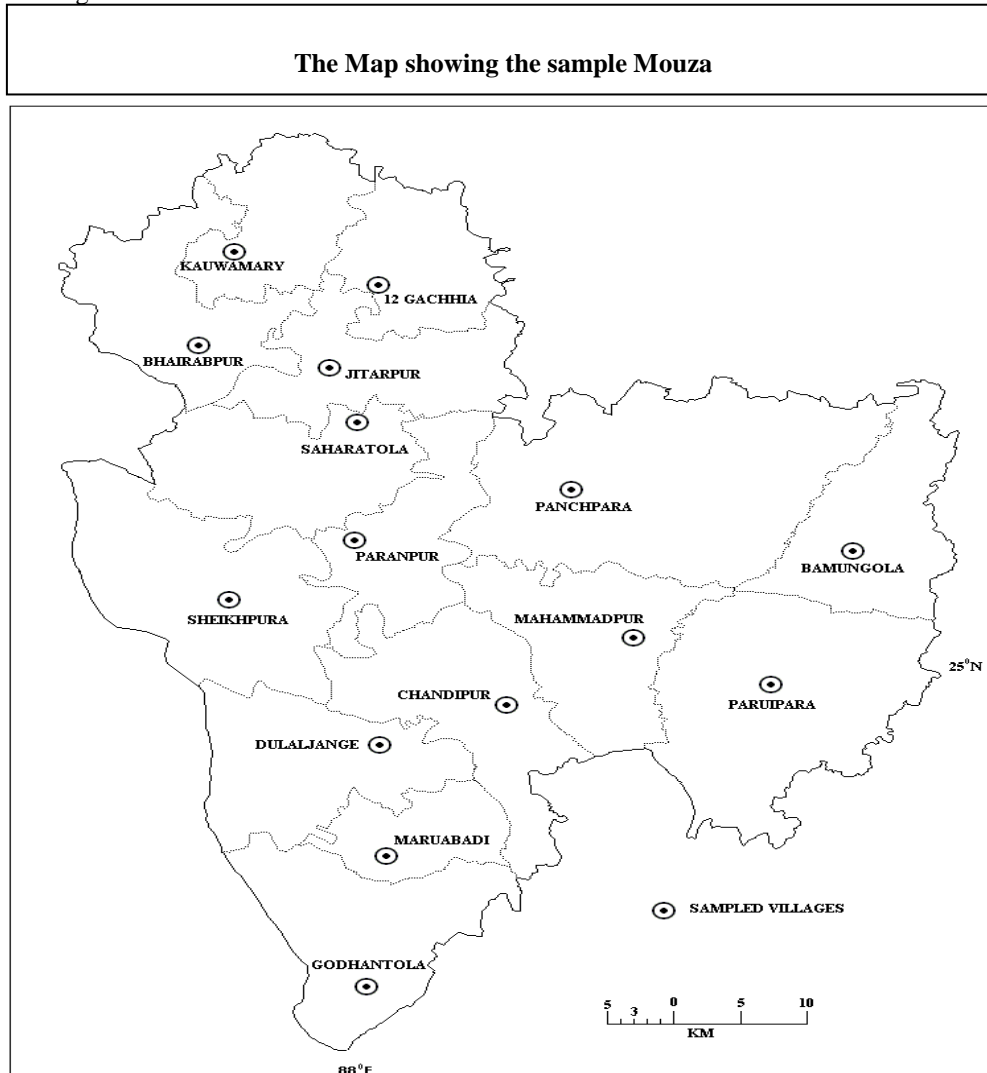 The Map showing the sample Mouza
KAUWAMARY
12 GACHHIA
BHAIRABPUR
JITARPUR
SAHARATOLA
PANCHPARA
PARANPUR
BAMUNGOLA
SHEIKHPURA
MAHAMMADPUR
25°N
CHANDIPUR
PARUIPARA
DULALJANGE
MARUABADI
SAMPLED VILLAGES
GODHANTOLA
5 3 0 5 10
KM
88°E